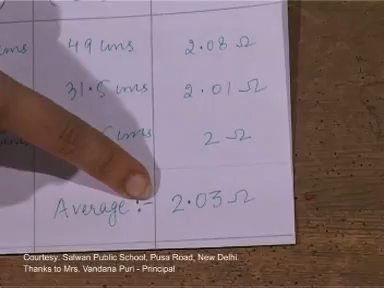 cms 49 cms 2.08 Ω
31.5 cms 2.01 Ω
cms 2 Ω
Average :- 2.03 Ω
Courtesy: Salwan Public School, Pusa Road, New Delhi
Thanks to Mrs. Vandana Puri - Principal